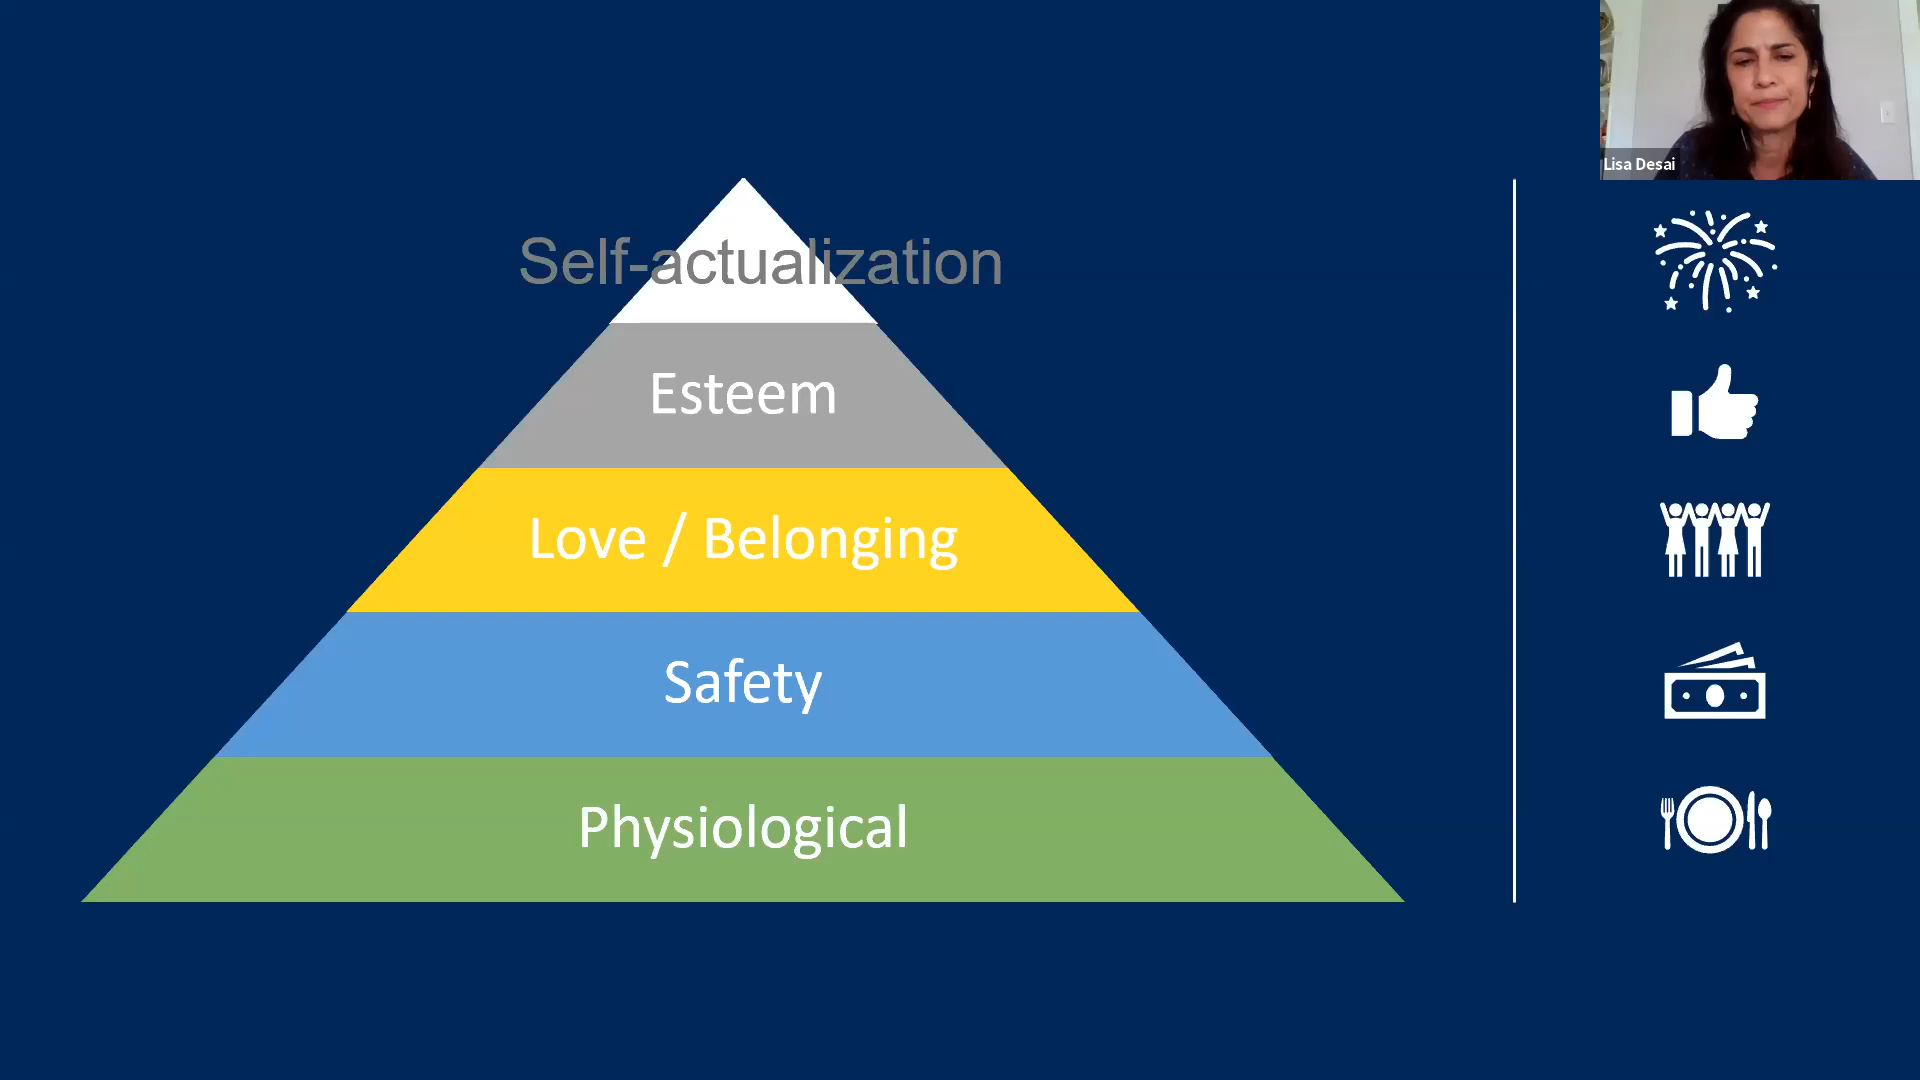 Lisa Desai
Self-actualization
Esteem
Love / Belonging
Safety
Physiological